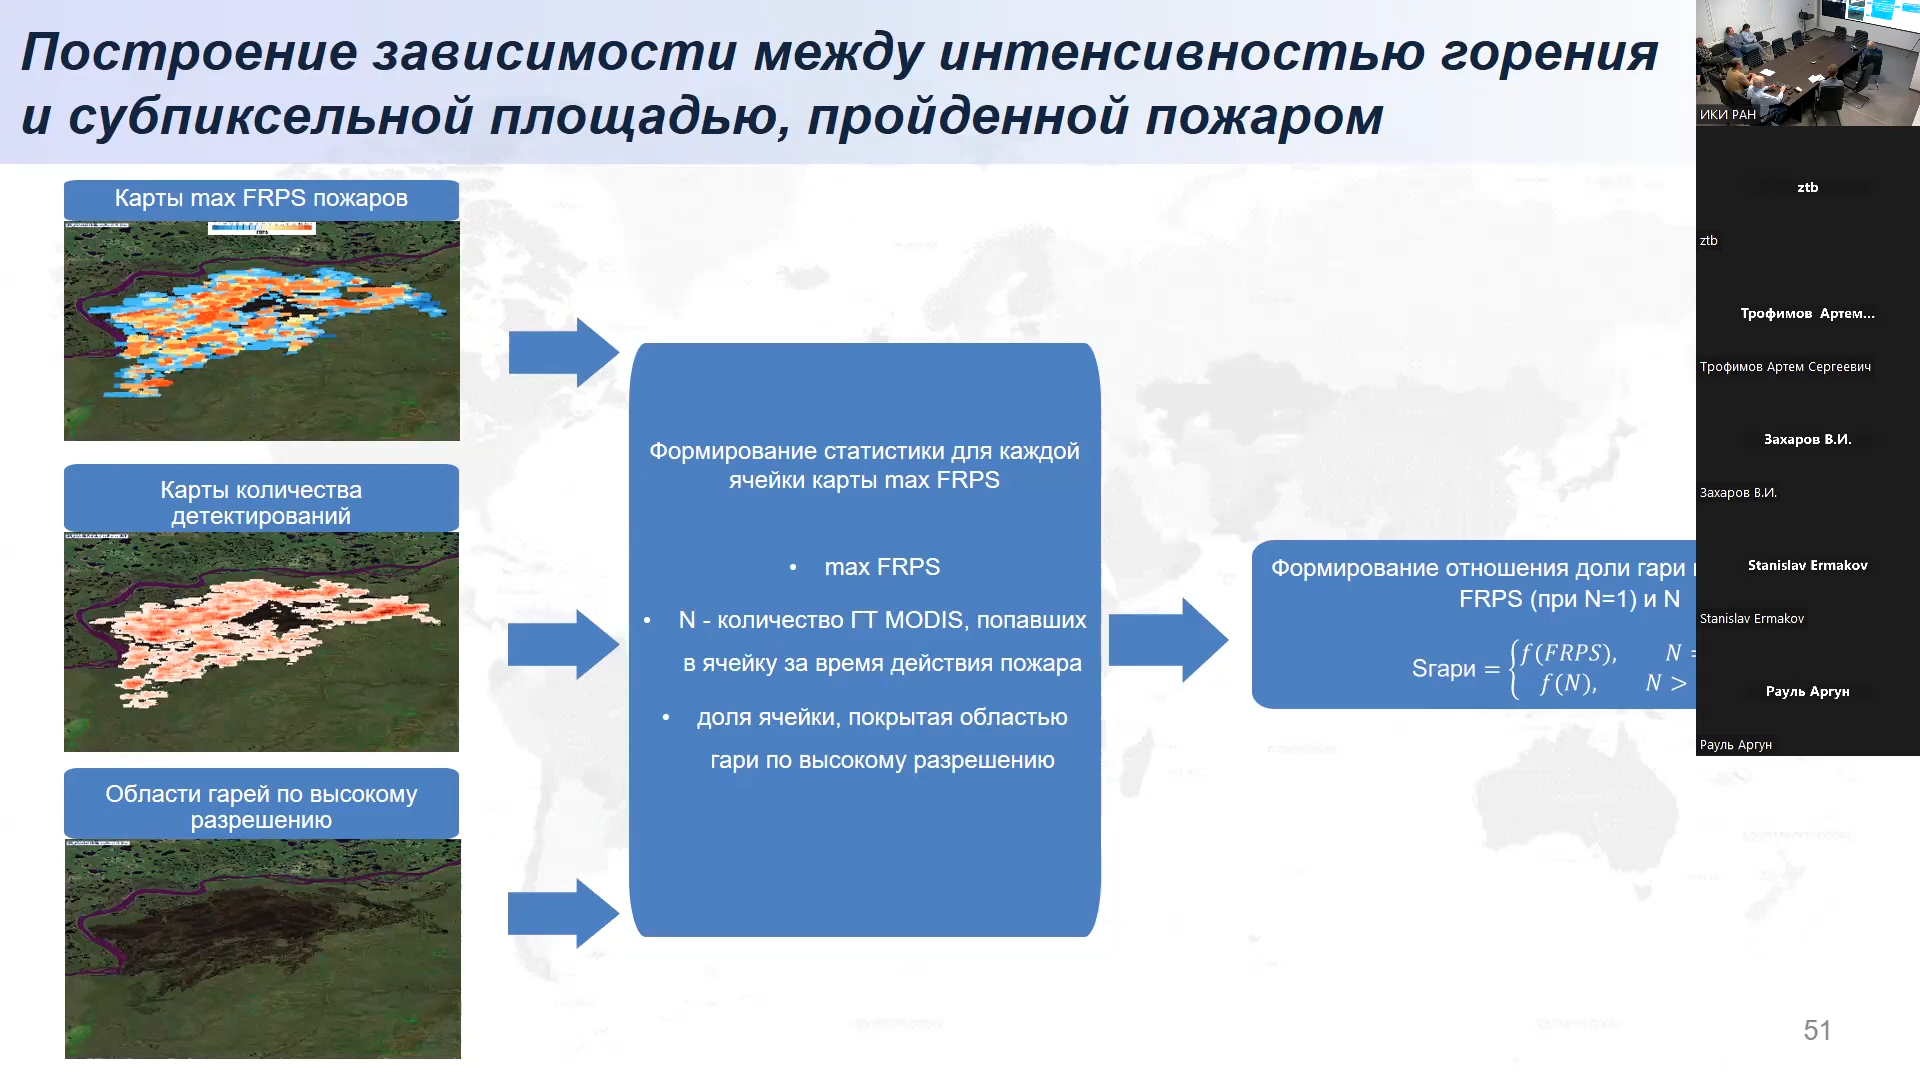 Построение зависимости между интенсивностью горения
и субпиксельной площадью, пройденной пожаром
Карты max FRPS пожаров
FRPS
Карты количества
детектирований
Области гарей по высокому
разрешению
Формирование статистики для каждой
ячейки карты max FRPS
• max FRPS
• N - количество ГТ MODIS, попавших
в ячейку за время действия пожара
• доля ячейки, покрытая областью
гари по высокому разрешению
Формирование отношения доли гари
FRPS (при N=1) и N
Sгари = { f(FRPS), N =
f(N), N >
51
ИКИ РАН
ztb
ztb
Трофимов Артем...
Трофимов Артем Сергеевич
Захаров В.И.
Захаров В.И.
Stanislav Ermakov
Stanislav Ermakov
Рауль Аргун
Рауль Аргун